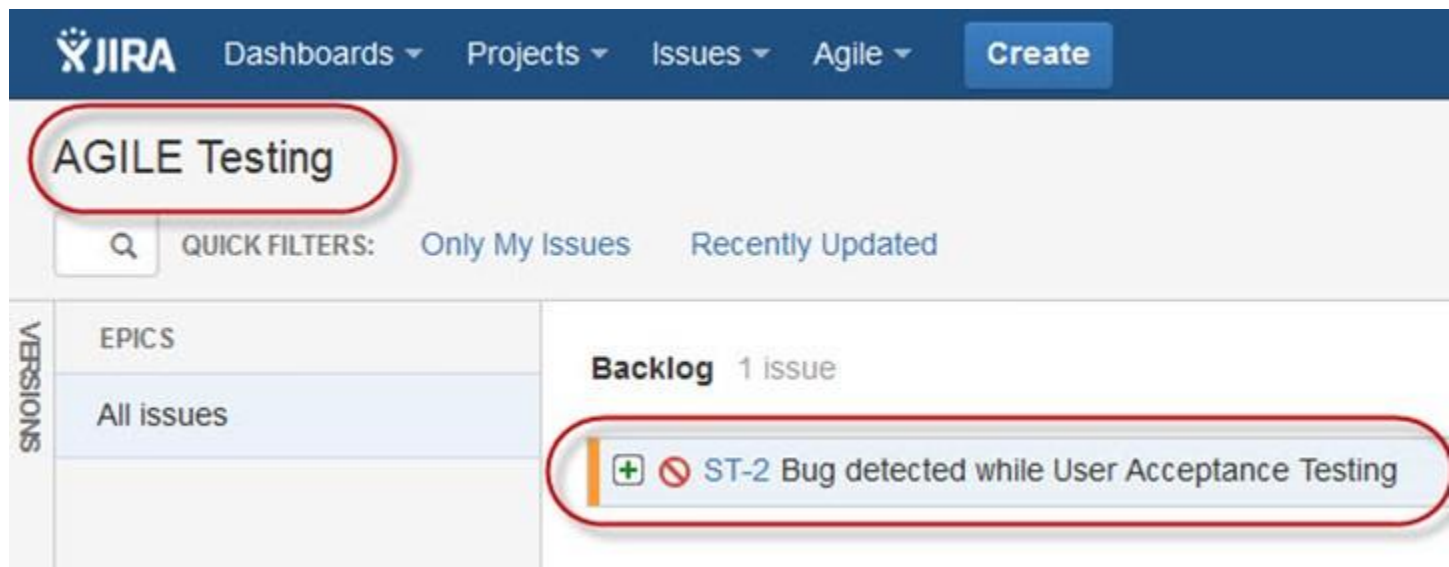 JIRA Dashboards Projects Issues Agile Create
AGILE Testing
QUICK FILTERS: Only My Issues Recently Updated
VERSIONS
EPICS
All issues
Backlog 1 issue
ST-2 Bug detected while User Acceptance Testing